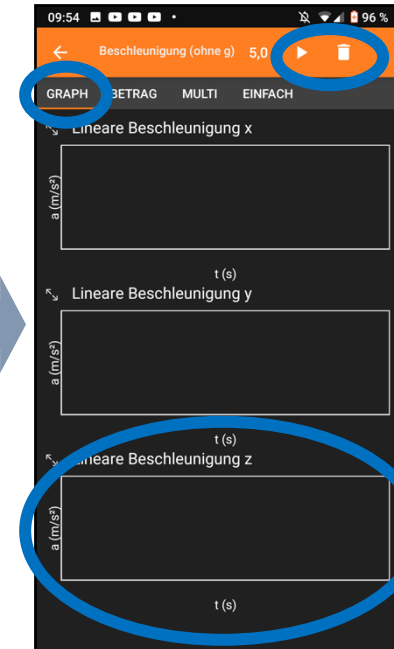 09:54 96 %
Beschleunigung (ohne g) 5,0
GRAPH BETRAG MULTI EINFACH
Lineare Beschleunigung x
a (m/s²)
t (s)
Lineare Beschleunigung y
a (m/s²)
t (s)
Lineare Beschleunigung z
a (m/s²)
t (s)